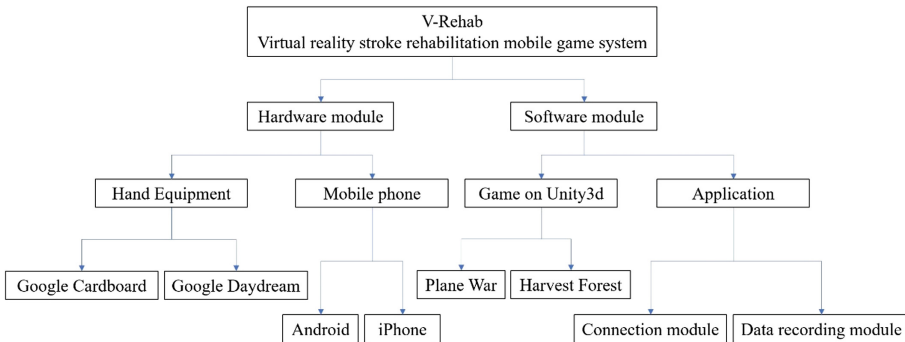 V-Rehab
Virtual reality stroke rehabilitation mobile game system
Hardware module
Software module
Hand Equipment
Mobile phone
Game on Unity3d
Application
Google Cardboard
Google Daydream
Plane War
Harvest Forest
Android
iPhone
Connection module
Data recording module